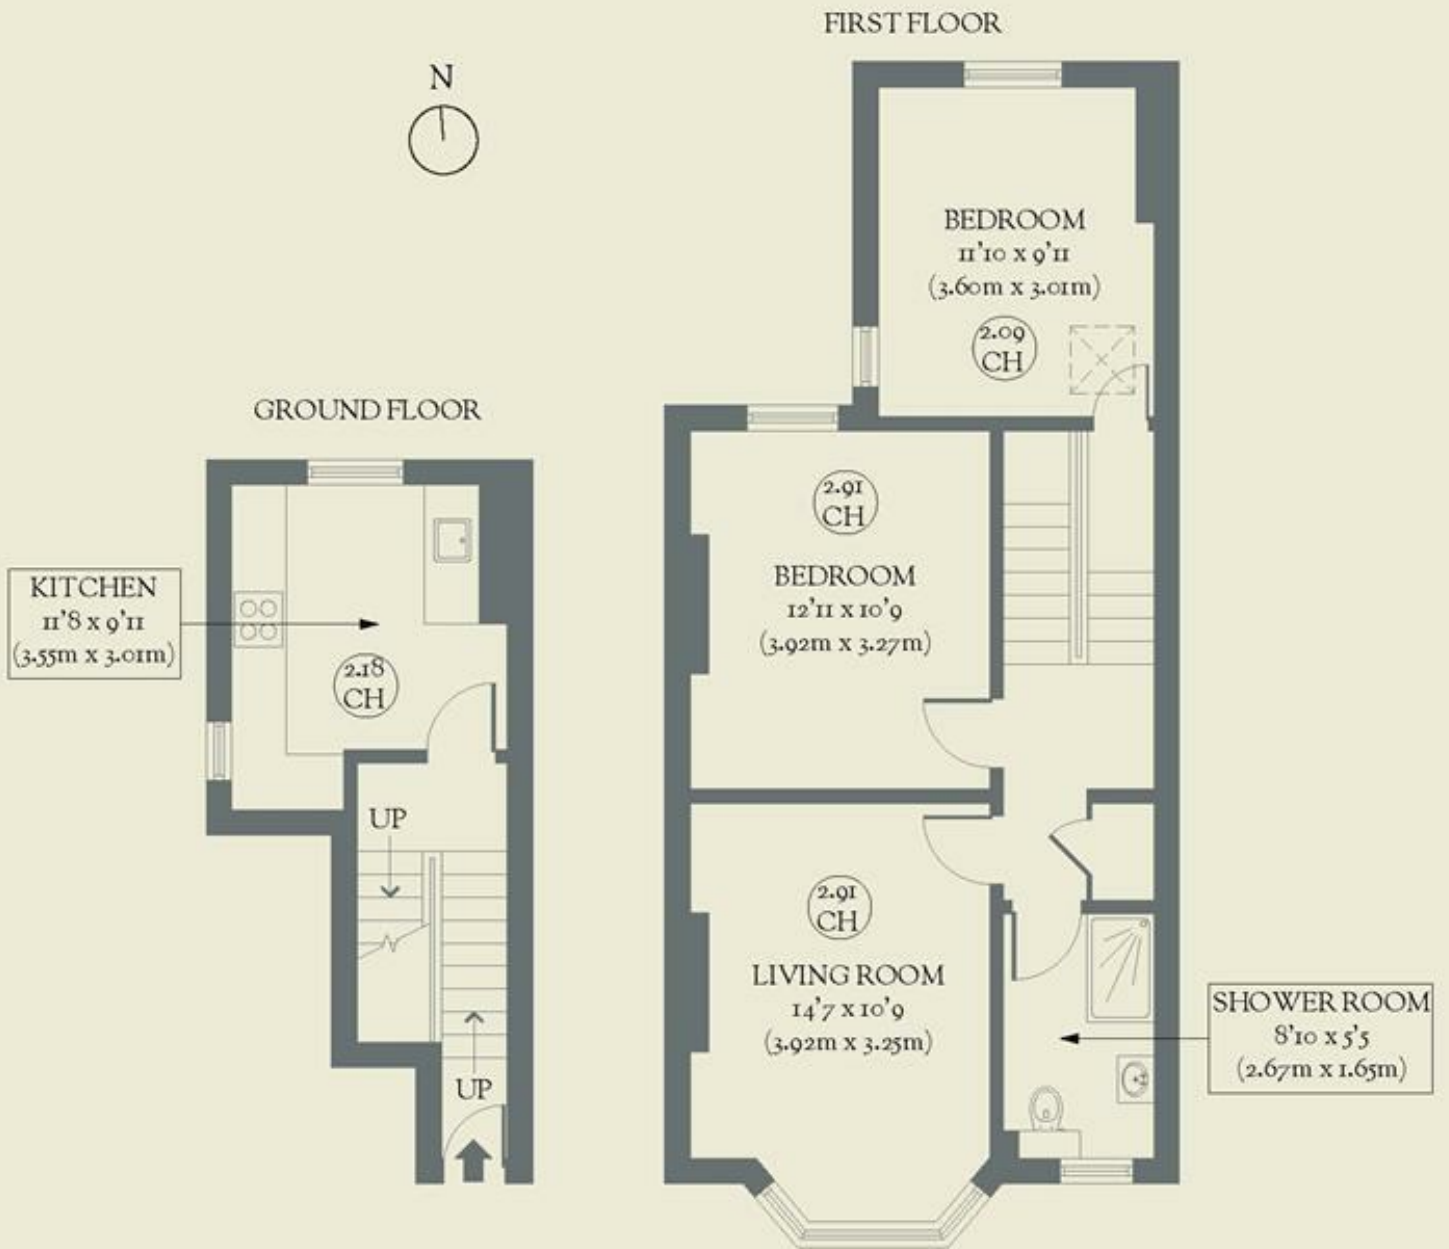 FIRST FLOOR
N
BEDROOM
11'10 x 9'11
(3.60m x 3.01m)
2.09
CH
GROUND FLOOR
2.91
CH
BEDROOM
12'11 x 10'9
(3.92m x 3.27m)
KITCHEN
11'8 x 9'11
(3.55m x 3.01m)
2.18
CH
UP
UP
2.91
CH
LIVING ROOM
14'7 x 10'9
(3.92m x 3.25m)
SHOWER ROOM
8'10 x 5'5
(2.67m x 1.65m)